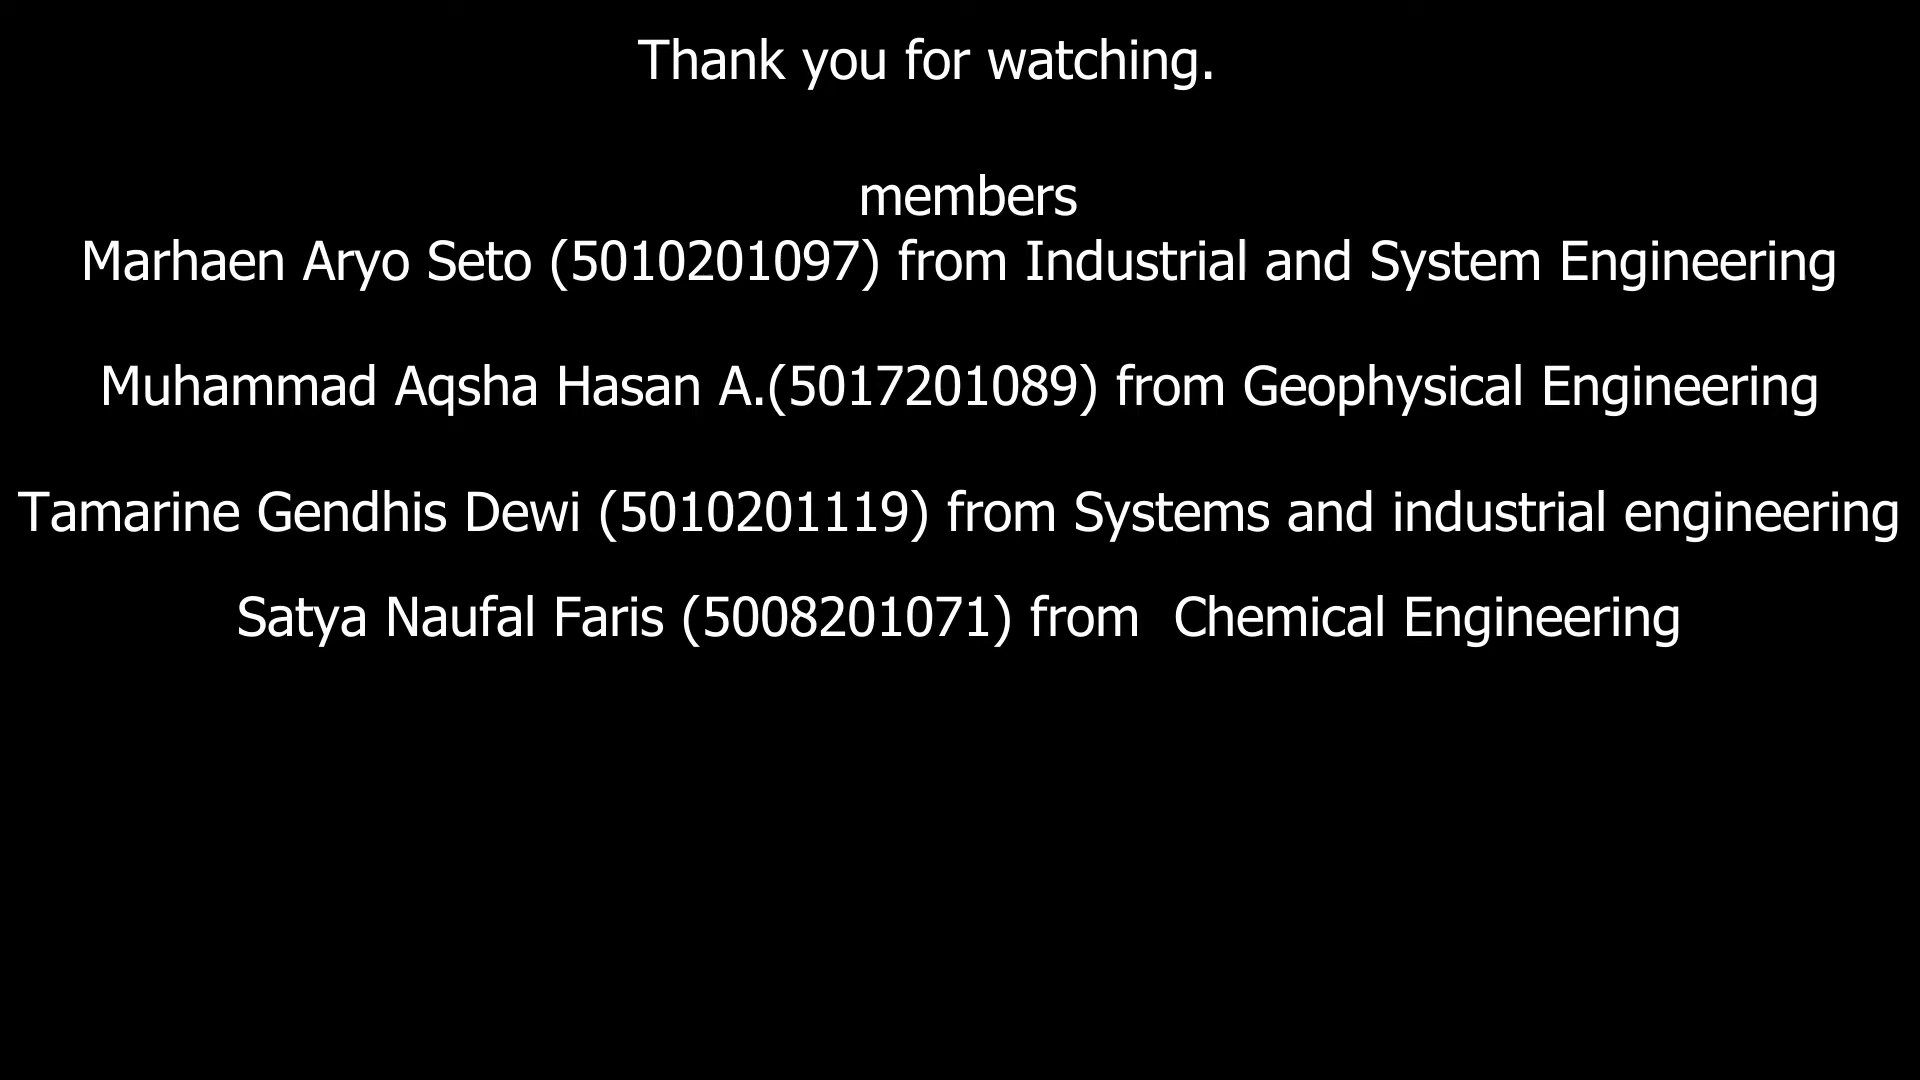 Thank you for watching.
members
Marhaen Aryo Seto (5010201097) from Industrial and System Engineering
Muhammad Aqsha Hasan A.(5017201089) from Geophysical Engineering
Tamarine Gendhis Dewi (5010201119) from Systems and industrial engineering
Satya Naufal Faris (5008201071) from  Chemical Engineering